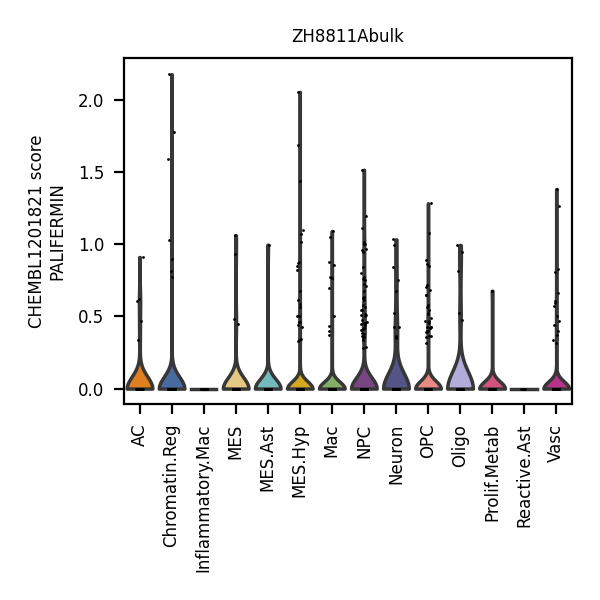 ZH8811Abulk
CHEMBL1201821 score
PALIFERMIN
2.0
1.5
1.0
0.5
0.0
AC
Chromatin.Reg
Inflammatory.Mac
MES
MES.Ast
MES.Hyp
Mac
NPC
Neuron
OPC
Oligo
Prolif.Metab
Reactive.Ast
Vasc